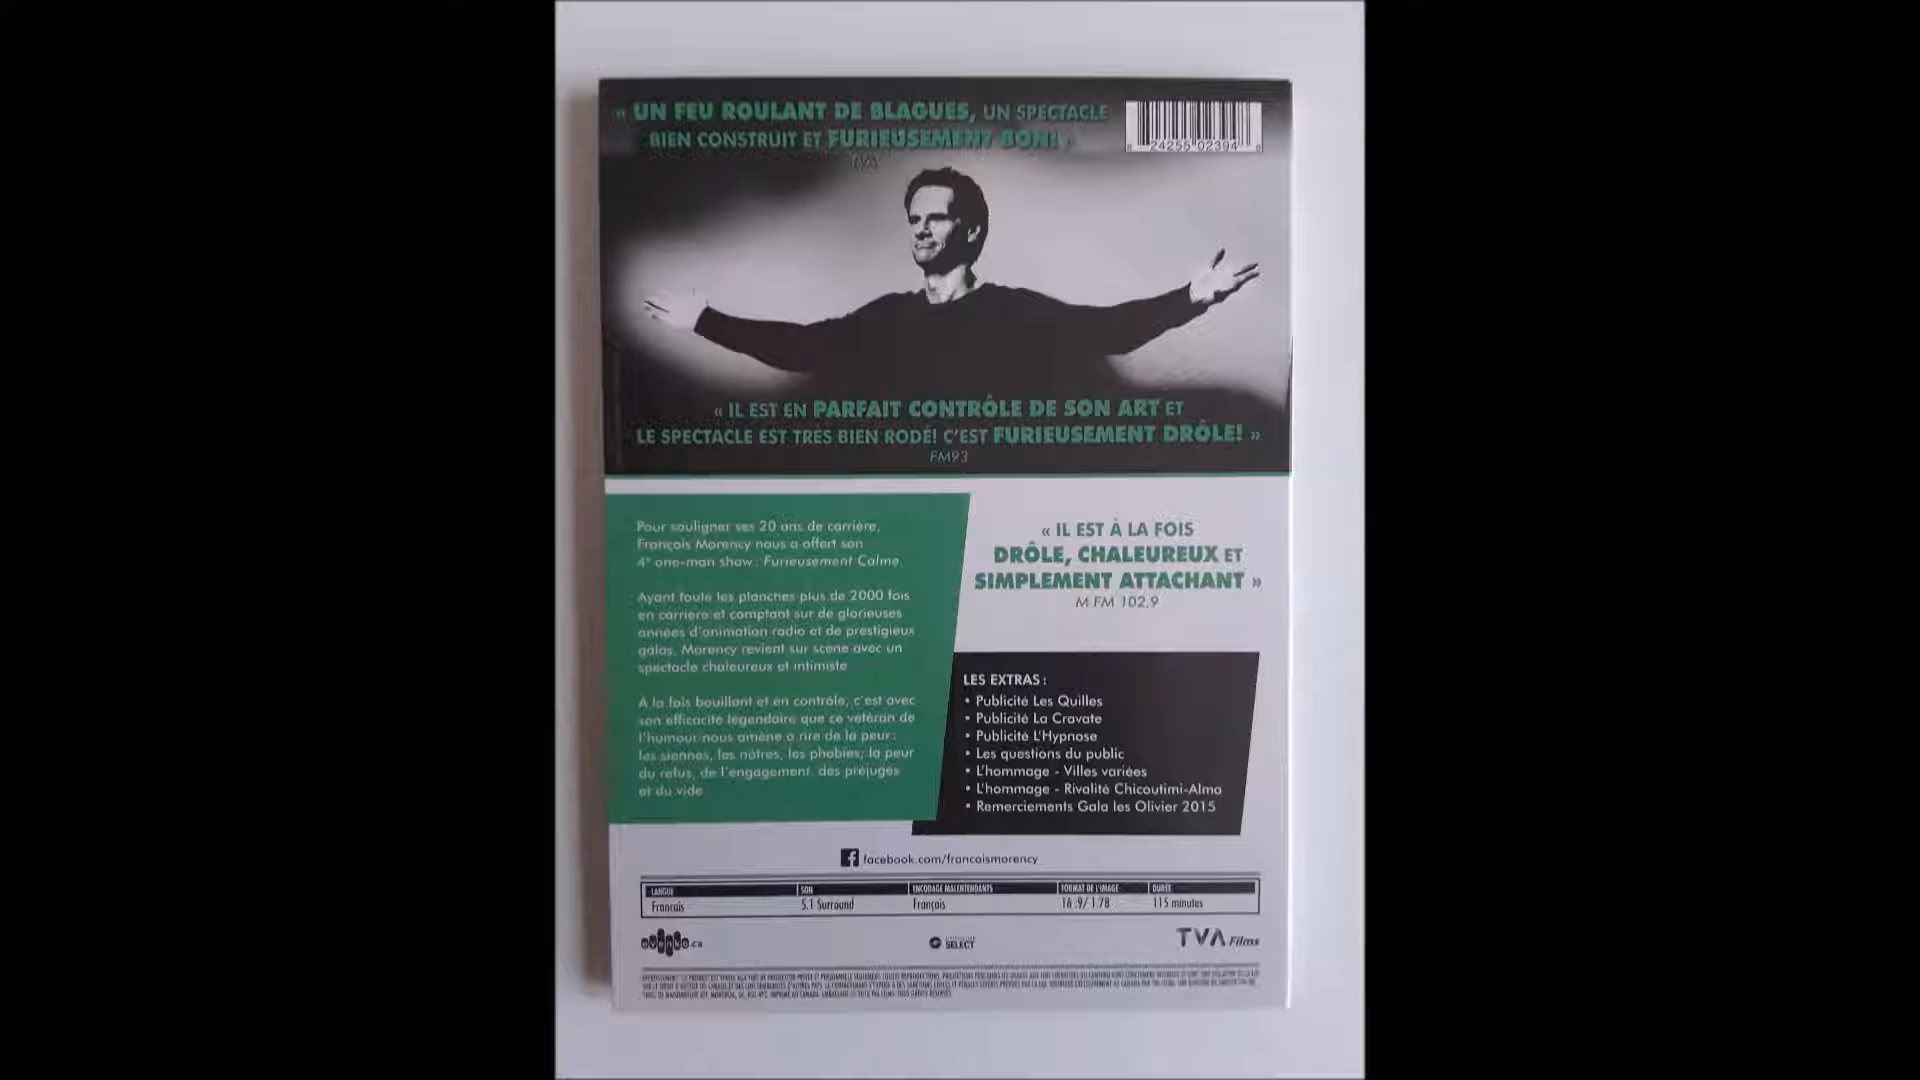 « UN FEU ROULANT DE BLAGUES, UN SPECTACLE
BIEN CONSTRUIT ET FURIEUSEMENT BON! »
TVA
8 24255 02394 8
« IL EST EN PARFAIT CONTRÔLE DE SON ART ET
LE SPECTACLE EST TRÈS BIEN RODÉ! C'EST FURIEUSEMENT DRÔLE! »
FM93
Pour souligner ses 20 ans de carrière,
François Morency nous a offert son
4e one-man show : Furieusement Calme.
Ayant foulé les planches plus de 2000 fois
en carrière et comptant sur de glorieuses
années d'animation radio et de prestigieux
galas, Morency revient sur scène avec un
spectacle chaleureux et intimiste
À la fois bouillant et en contrôle, c'est avec
son efficacité légendaire que ce vétéran de
l'humour nous amène à rire de la peur :
les siennes, les nôtres, les phobies, la peur
du refus, de l'engagement, des préjugés
et du vide
« IL EST À LA FOIS
DRÔLE, CHALEUREUX ET
SIMPLEMENT ATTACHANT »
M FM 102.9
LES EXTRAS :
• Publicité Les Quilles
• Publicité La Cravate
• Publicité L'Hypnose
• Les questions du public
• L'hommage - Villes variées
• L'hommage - Rivalité Chicoutimi-Alma
• Remerciements Gala les Olivier 2015
facebook.com/francoismorency
LANGUE SON ENCODAGE MALENTENDANTS FORMAT DE L'IMAGE DURÉE
Français 5.1 Surround Français 16:9/1.78 115 minutes
evenko.ca
SELECT
TVA Films